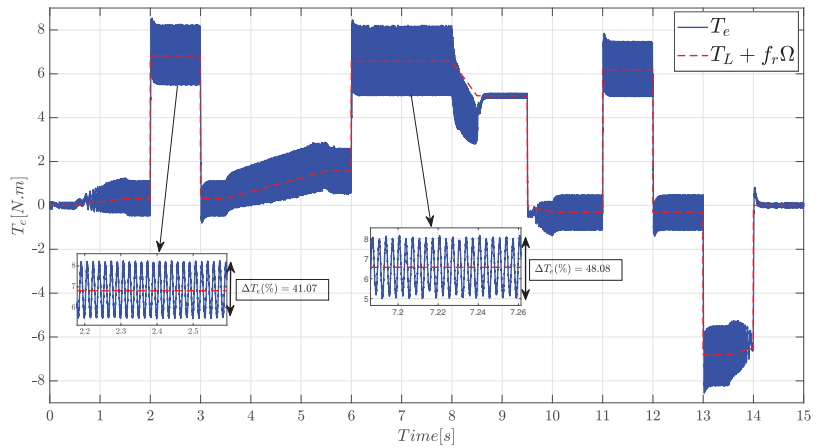 T_e
T_L + f_rΩ
8
6
4
2
0
-2
-4
-6
-8
T_e[N.m]
8
7
6
2.2 2.3 2.4 2.5
ΔT_e(%) = 41.07
8
7
6
5
7.2 7.22 7.24 7.26
ΔT_e(%) = 48.08
0 1 2 3 4 5 6 7 8 9 10 11 12 13 14 15
Time[s]